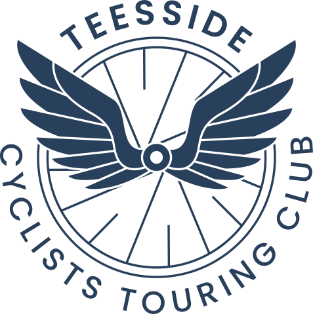 TEESSIDE
CYCLISTS TOURING CLUB